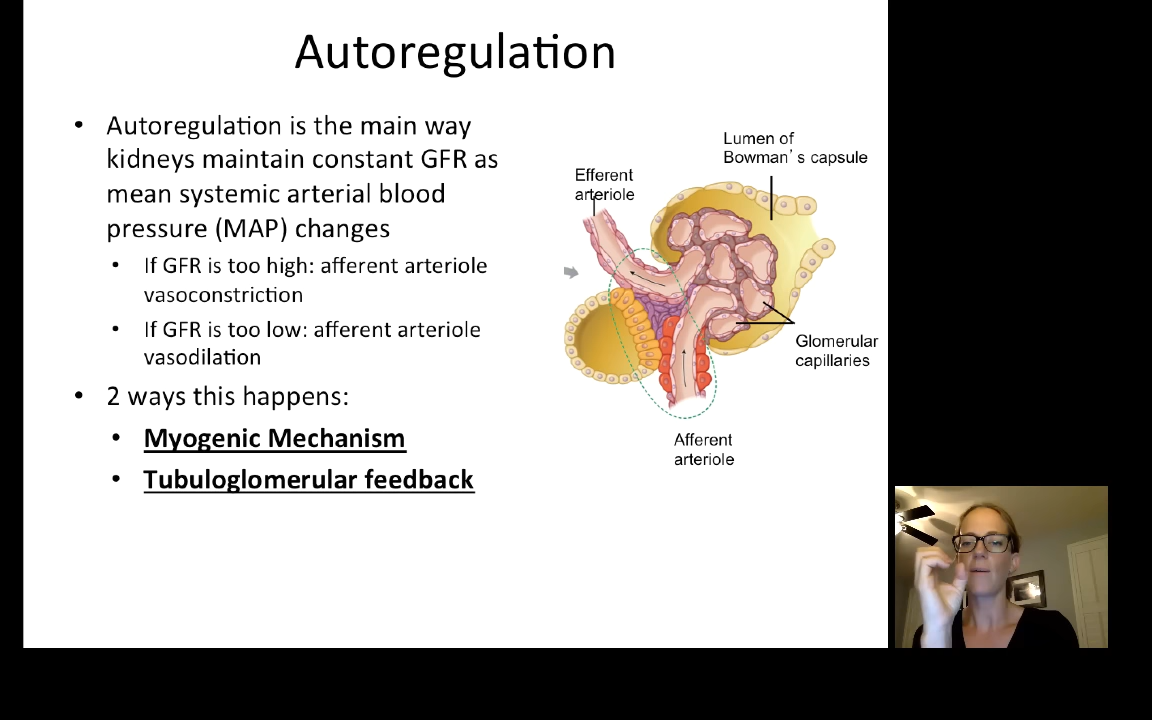 Autoregulation
• Autoregulation is the main way
kidneys maintain constant GFR as
mean systemic arterial blood
pressure (MAP) changes
• If GFR is too high: afferent arteriole
vasoconstriction
• If GFR is too low: afferent arteriole
vasodilation
• 2 ways this happens:
• Myogenic Mechanism
• Tubuloglomerular feedback
Lumen of
Bowman’s capsule
Efferent
arteriole
Glomerular
capillaries
Afferent
arteriole